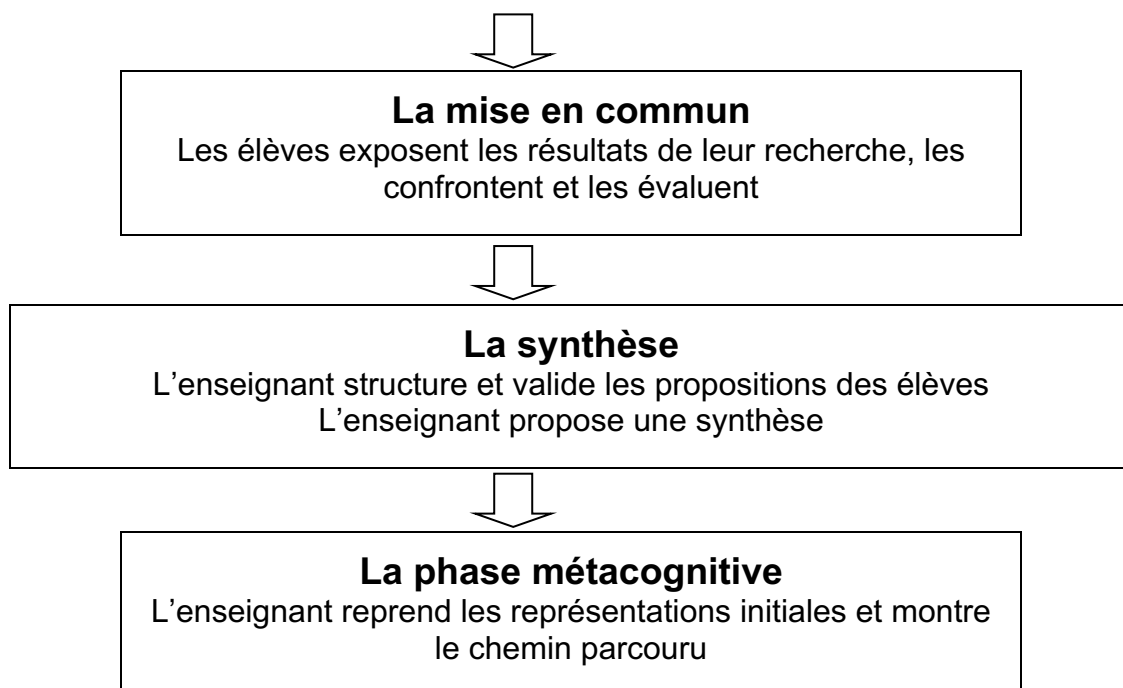 La mise en commun
Les élèves exposent les résultats de leur recherche, les
confrontent et les évaluent
La synthèse
L’enseignant structure et valide les propositions des élèves
L’enseignant propose une synthèse
La phase métacognitive
L’enseignant reprend les représentations initiales et montre
le chemin parcouru